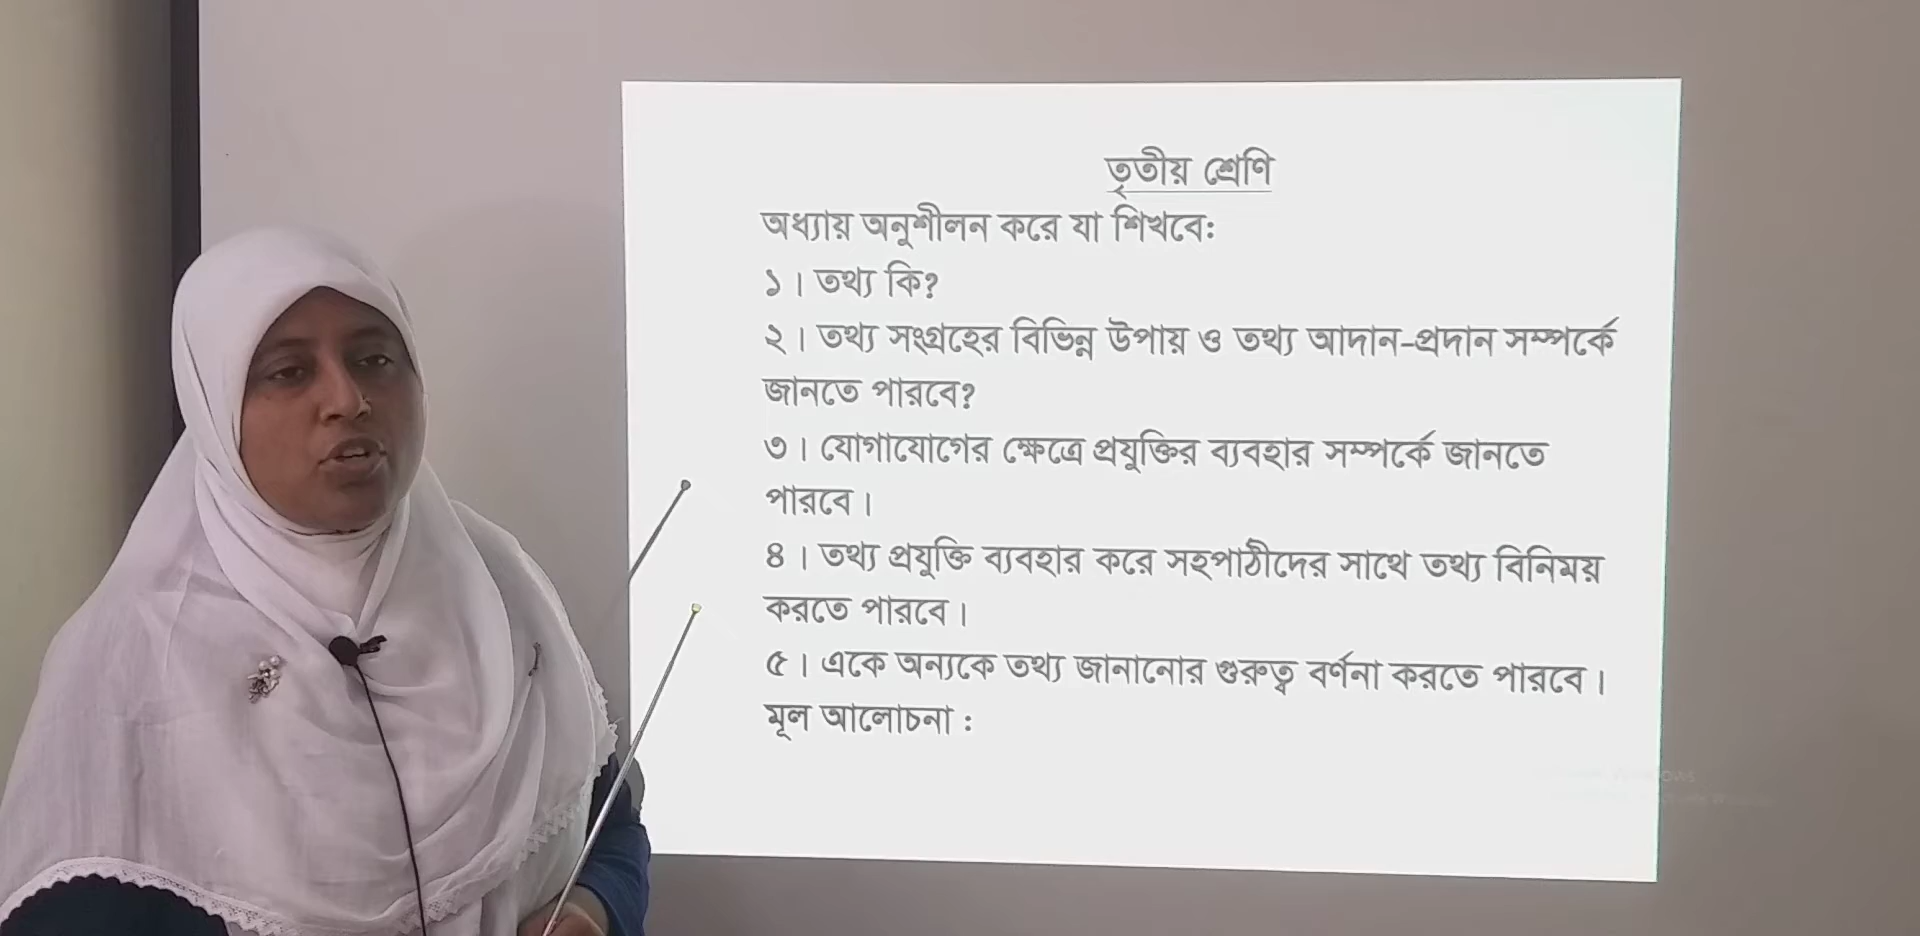 তৃতীয় শ্রেণি
অধ্যায় অনুশীলন করে যা শিখবে:
১। তথ্য কি?
২। তথ্য সংগ্রহের বিভিন্ন উপায় ও তথ্য আদান-প্রদান সম্পর্কে
জানতে পারবে?
৩। যোগাযোগের ক্ষেত্রে প্রযুক্তির ব্যবহার সম্পর্কে জানতে
পারবে।
৪। তথ্য প্রযুক্তি ব্যবহার করে সহপাঠীদের সাথে তথ্য বিনিময়
করতে পারবে।
৫। একে অন্যকে তথ্য জানানোর গুরুত্ব বর্ণনা করতে পারবে।
মূল আলোচনা :